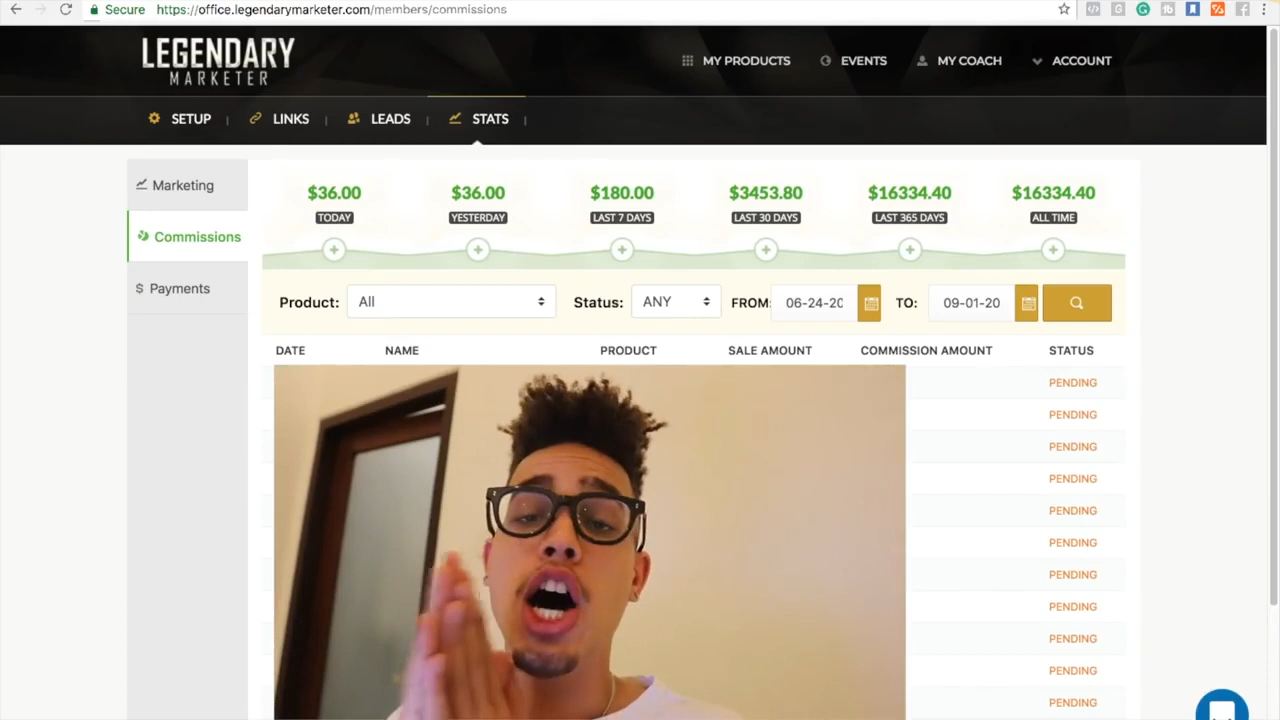 Secure https://office.legendarymarketer.com/members/commissions
LEGENDARY
MARKETER
MY PRODUCTS EVENTS MY COACH ACCOUNT
SETUP | LINKS | LEADS | STATS |
Marketing
Commissions
$ Payments
$36.00 $36.00 $180.00 $3453.80 $16334.40 $16334.40
TODAY YESTERDAY LAST 7 DAYS LAST 30 DAYS LAST 365 DAYS ALL TIME
Product: All Status: ANY FROM: 06-24-20 TO: 09-01-20
DATE NAME PRODUCT SALE AMOUNT COMMISSION AMOUNT STATUS
PENDING
PENDING
PENDING
PENDING
PENDING
PENDING
PENDING
PENDING
PENDING
PENDING
PENDING